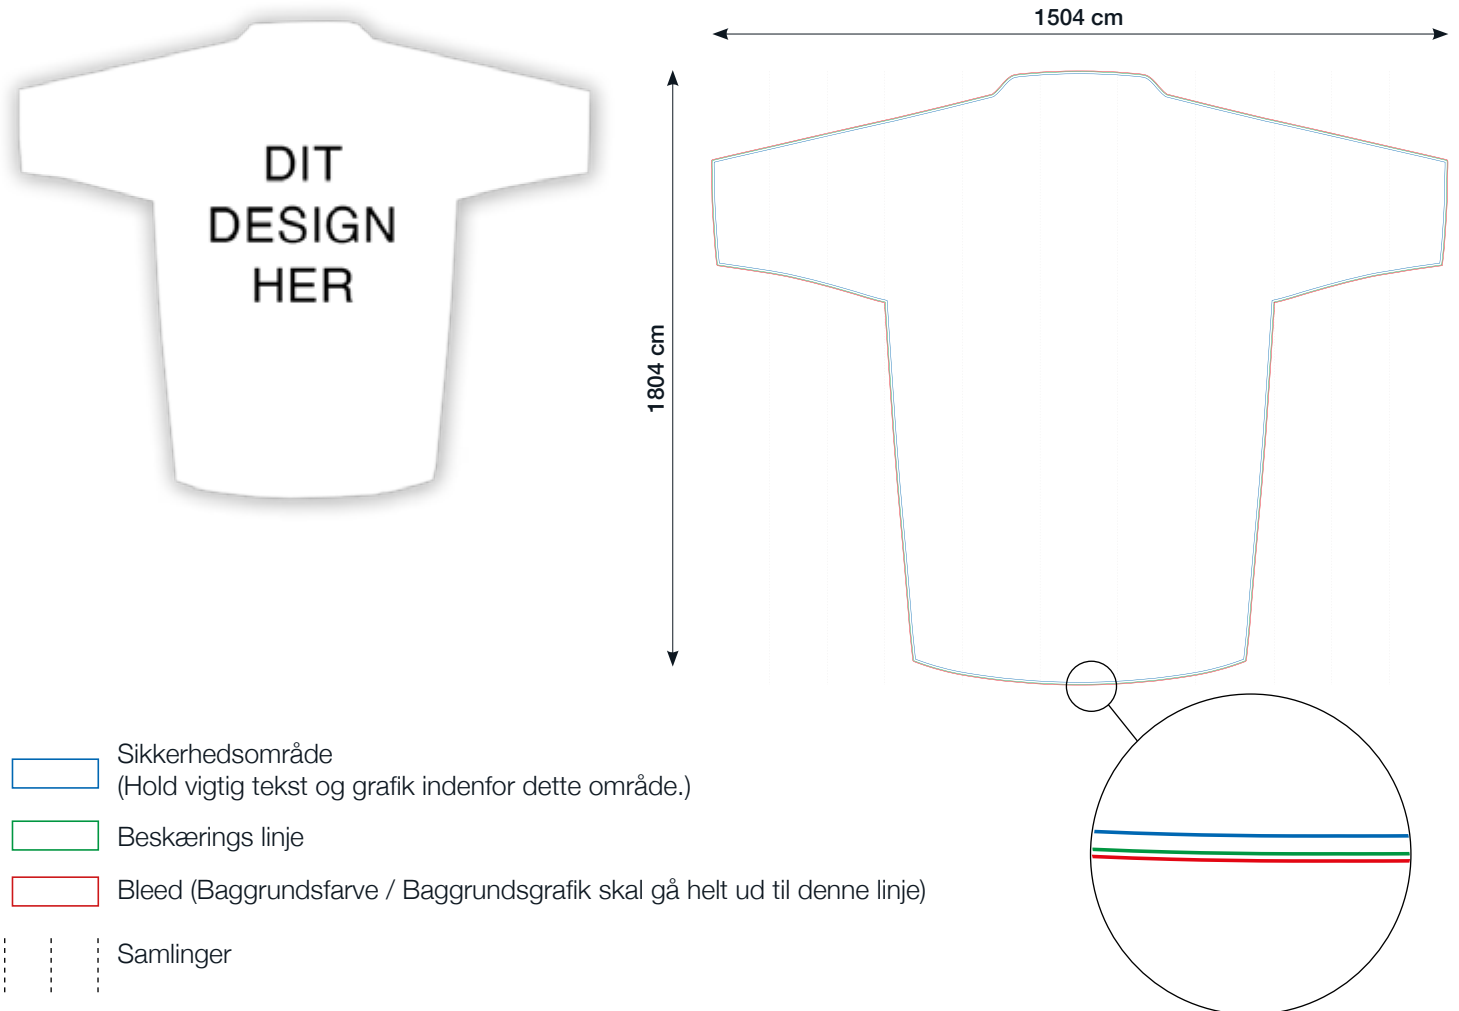 DIT
DESIGN
HER
1504 cm
1804 cm
Sikkerhedsområde
(Hold vigtig tekst og grafik indenfor dette område.)
Beskærings linje
Bleed (Baggrundsfarve / Baggrundsgrafik skal gå helt ud til denne linje)
Samlinger